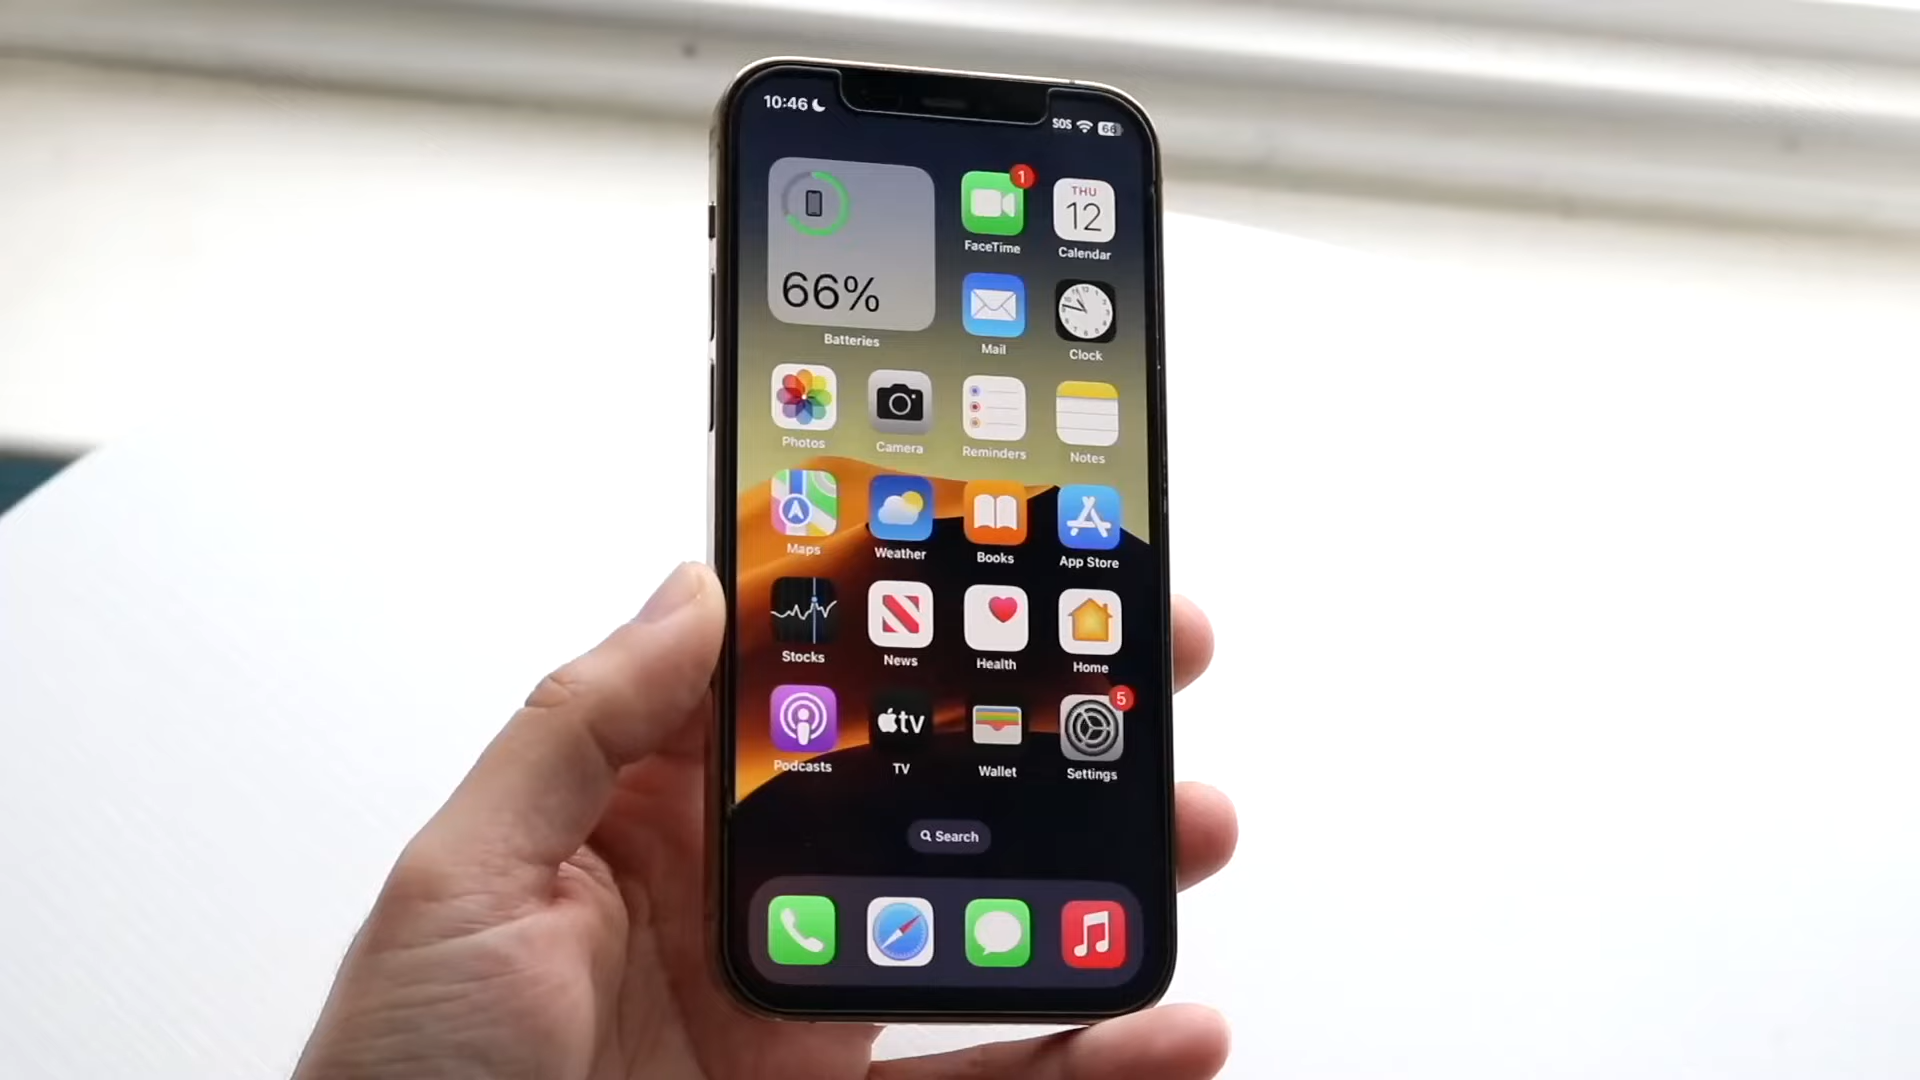 10:46
SOS 66
66%
Batteries
1
FaceTime
THU
12
Calendar
Mail
Clock
Photos
Camera
Reminders
Notes
Maps
Weather
Books
App Store
Stocks
News
Health
Home
Podcasts
tv
TV
Wallet
5
Settings
Search